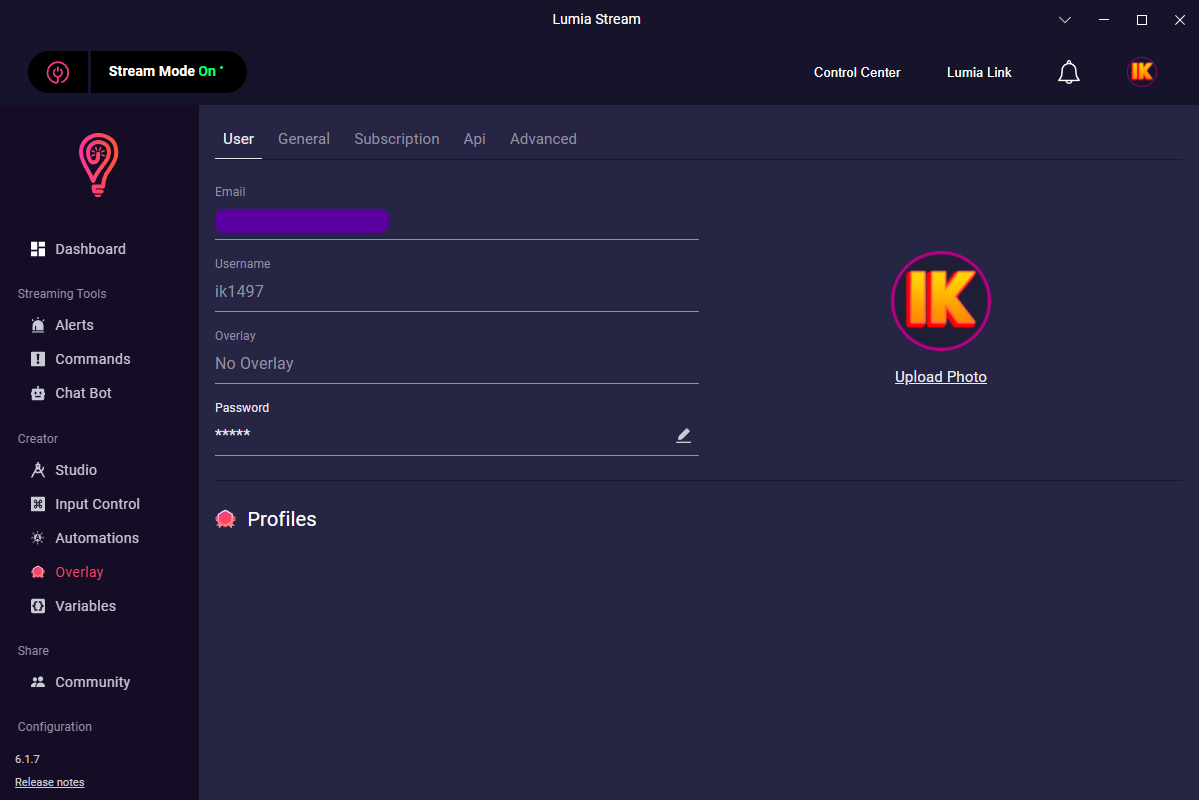 Lumia Stream
Stream Mode On
Control Center
Lumia Link
IK
User
General
Subscription
Api
Advanced
Dashboard
Streaming Tools
Alerts
Commands
Chat Bot
Creator
Studio
Input Control
Automations
Overlay
Variables
Share
Community
Configuration
6.1.7
Release notes
Email
Username
ik1497
Overlay
No Overlay
Password
*****
IK
Upload Photo
Profiles